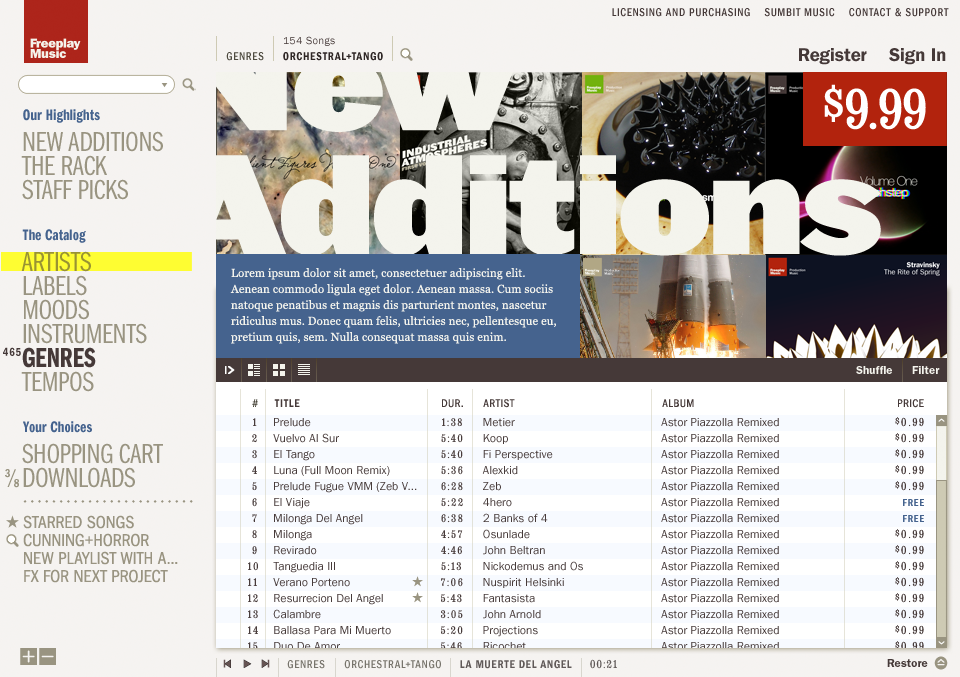 LICENSING AND PURCHASING SUMBIT MUSIC CONTACT & SUPPORT
Freeplay
Music
GENRES
154 Songs
ORCHESTRAL+TANGO
Register Sign In
Our Highlights
NEW ADDITIONS
THE RACK
STAFF PICKS
The Catalog
ARTISTS
LABELS
MOODS
INSTRUMENTS
465 GENRES
TEMPOS
Your Choices
SHOPPING CART
3/8 DOWNLOADS
STARRED SONGS
CUNNING+HORROR
NEW PLAYLIST WITH A...
FX FOR NEXT PROJECT
New
Additions
$9.99
INDUSTRIAL
ATMOSPHERES
Volume One
Stravinsky
The Rite of Spring
Lorem ipsum dolor sit amet, consectetuer adipiscing elit.
Aenean commodo ligula eget dolor. Aenean massa. Cum sociis
natoque penatibus et magnis dis parturient montes, nascetur
ridiculus mus. Donec quam felis, ultricies nec, pellentesque eu,
pretium quis, sem. Nulla consequat massa quis enim.
Shuffle Filter
# TITLE DUR. ARTIST ALBUM PRICE
1 Prelude 1:38 Metier Astor Piazzolla Remixed $0.99
2 Vuelvo Al Sur 5:40 Koop Astor Piazzolla Remixed $0.99
3 El Tango 5:40 Fi Perspective Astor Piazzolla Remixed $0.99
4 Luna (Full Moon Remix) 5:36 Alexkid Astor Piazzolla Remixed $0.99
5 Prelude Fugue VMM (Zeb V... 6:28 Zeb Astor Piazzolla Remixed $0.99
6 El Viaje 5:22 4hero Astor Piazzolla Remixed FREE
7 Milonga Del Angel 6:38 2 Banks of 4 Astor Piazzolla Remixed FREE
8 Milonga 4:57 Osunlade Astor Piazzolla Remixed $0.99
9 Revirado 4:46 John Beltran Astor Piazzolla Remixed $0.99
10 Tanguedia III 5:13 Nickodemus and Os Astor Piazzolla Remixed $0.99
11 Verano Porteno ★ 7:06 Nuspirit Helsinki Astor Piazzolla Remixed $0.99
12 Resurrecion Del Angel ★ 5:43 Fantasista Astor Piazzolla Remixed $0.99
13 Calambre 3:05 John Arnold Astor Piazzolla Remixed $0.99
14 Ballasa Para Mi Muerto 5:20 Projections Astor Piazzolla Remixed $0.99
15 Duo De Amor 5:46 Ricochet Astor Piazzolla Remixed $0.99
GENRES ORCHESTRAL+TANGO LA MUERTE DEL ANGEL 00:21
Restore